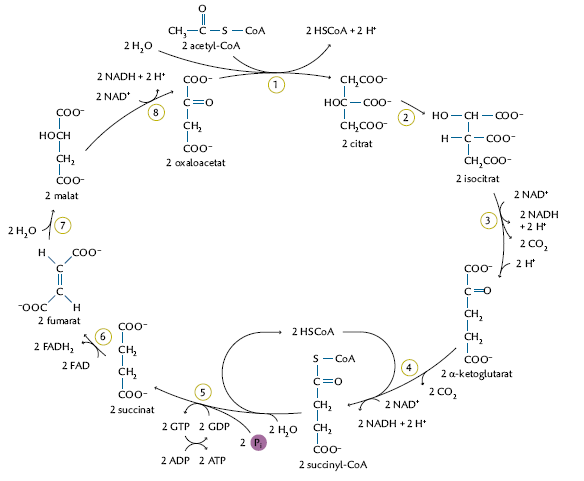 O
CH₃ — C — S — CoA
2 acetyl-CoA
2 HSCoA + 2 H⁺
2 H₂O
1
2 NADH + 2 H⁺
2 NAD⁺
8
COO⁻
C=O
CH₂
COO⁻
2 oxaloacetat
CH₂COO⁻
HOC — COO⁻
CH₂COO⁻
2 citrat
2
HO — CH — COO⁻
H — C — COO⁻
CH₂COO⁻
2 isocitrat
COO⁻
HOCH
CH₂
COO⁻
2 malat
2 H₂O
7
3
2 NAD⁺
2 NADH
+ 2 H⁺
2 CO₂
2 H⁺
H
COO⁻
C
C
⁻OOC
H
2 fumarat
COO⁻
C=O
CH₂
CH₂
COO⁻
2 α-ketoglutarat
6
2 FADH₂
2 FAD
COO⁻
CH₂
CH₂
COO⁻
2 succinat
2 HSCoA
4
2 CO₂
2 NAD⁺
2 NADH + 2 H⁺
S — CoA
C=O
CH₂
CH₂
COO⁻
2 succinyl-CoA
5
2 GTP 2 GDP
2 Pᵢ
2 H₂O
2 ADP 2 ATP